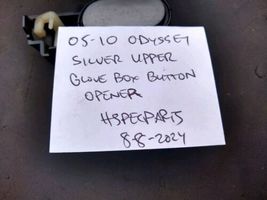 05-10 ODYSSEY
SILVER UPPER
GLOVE BOX BUTTON
OPENER
HSPECPARTS
8-8-2024